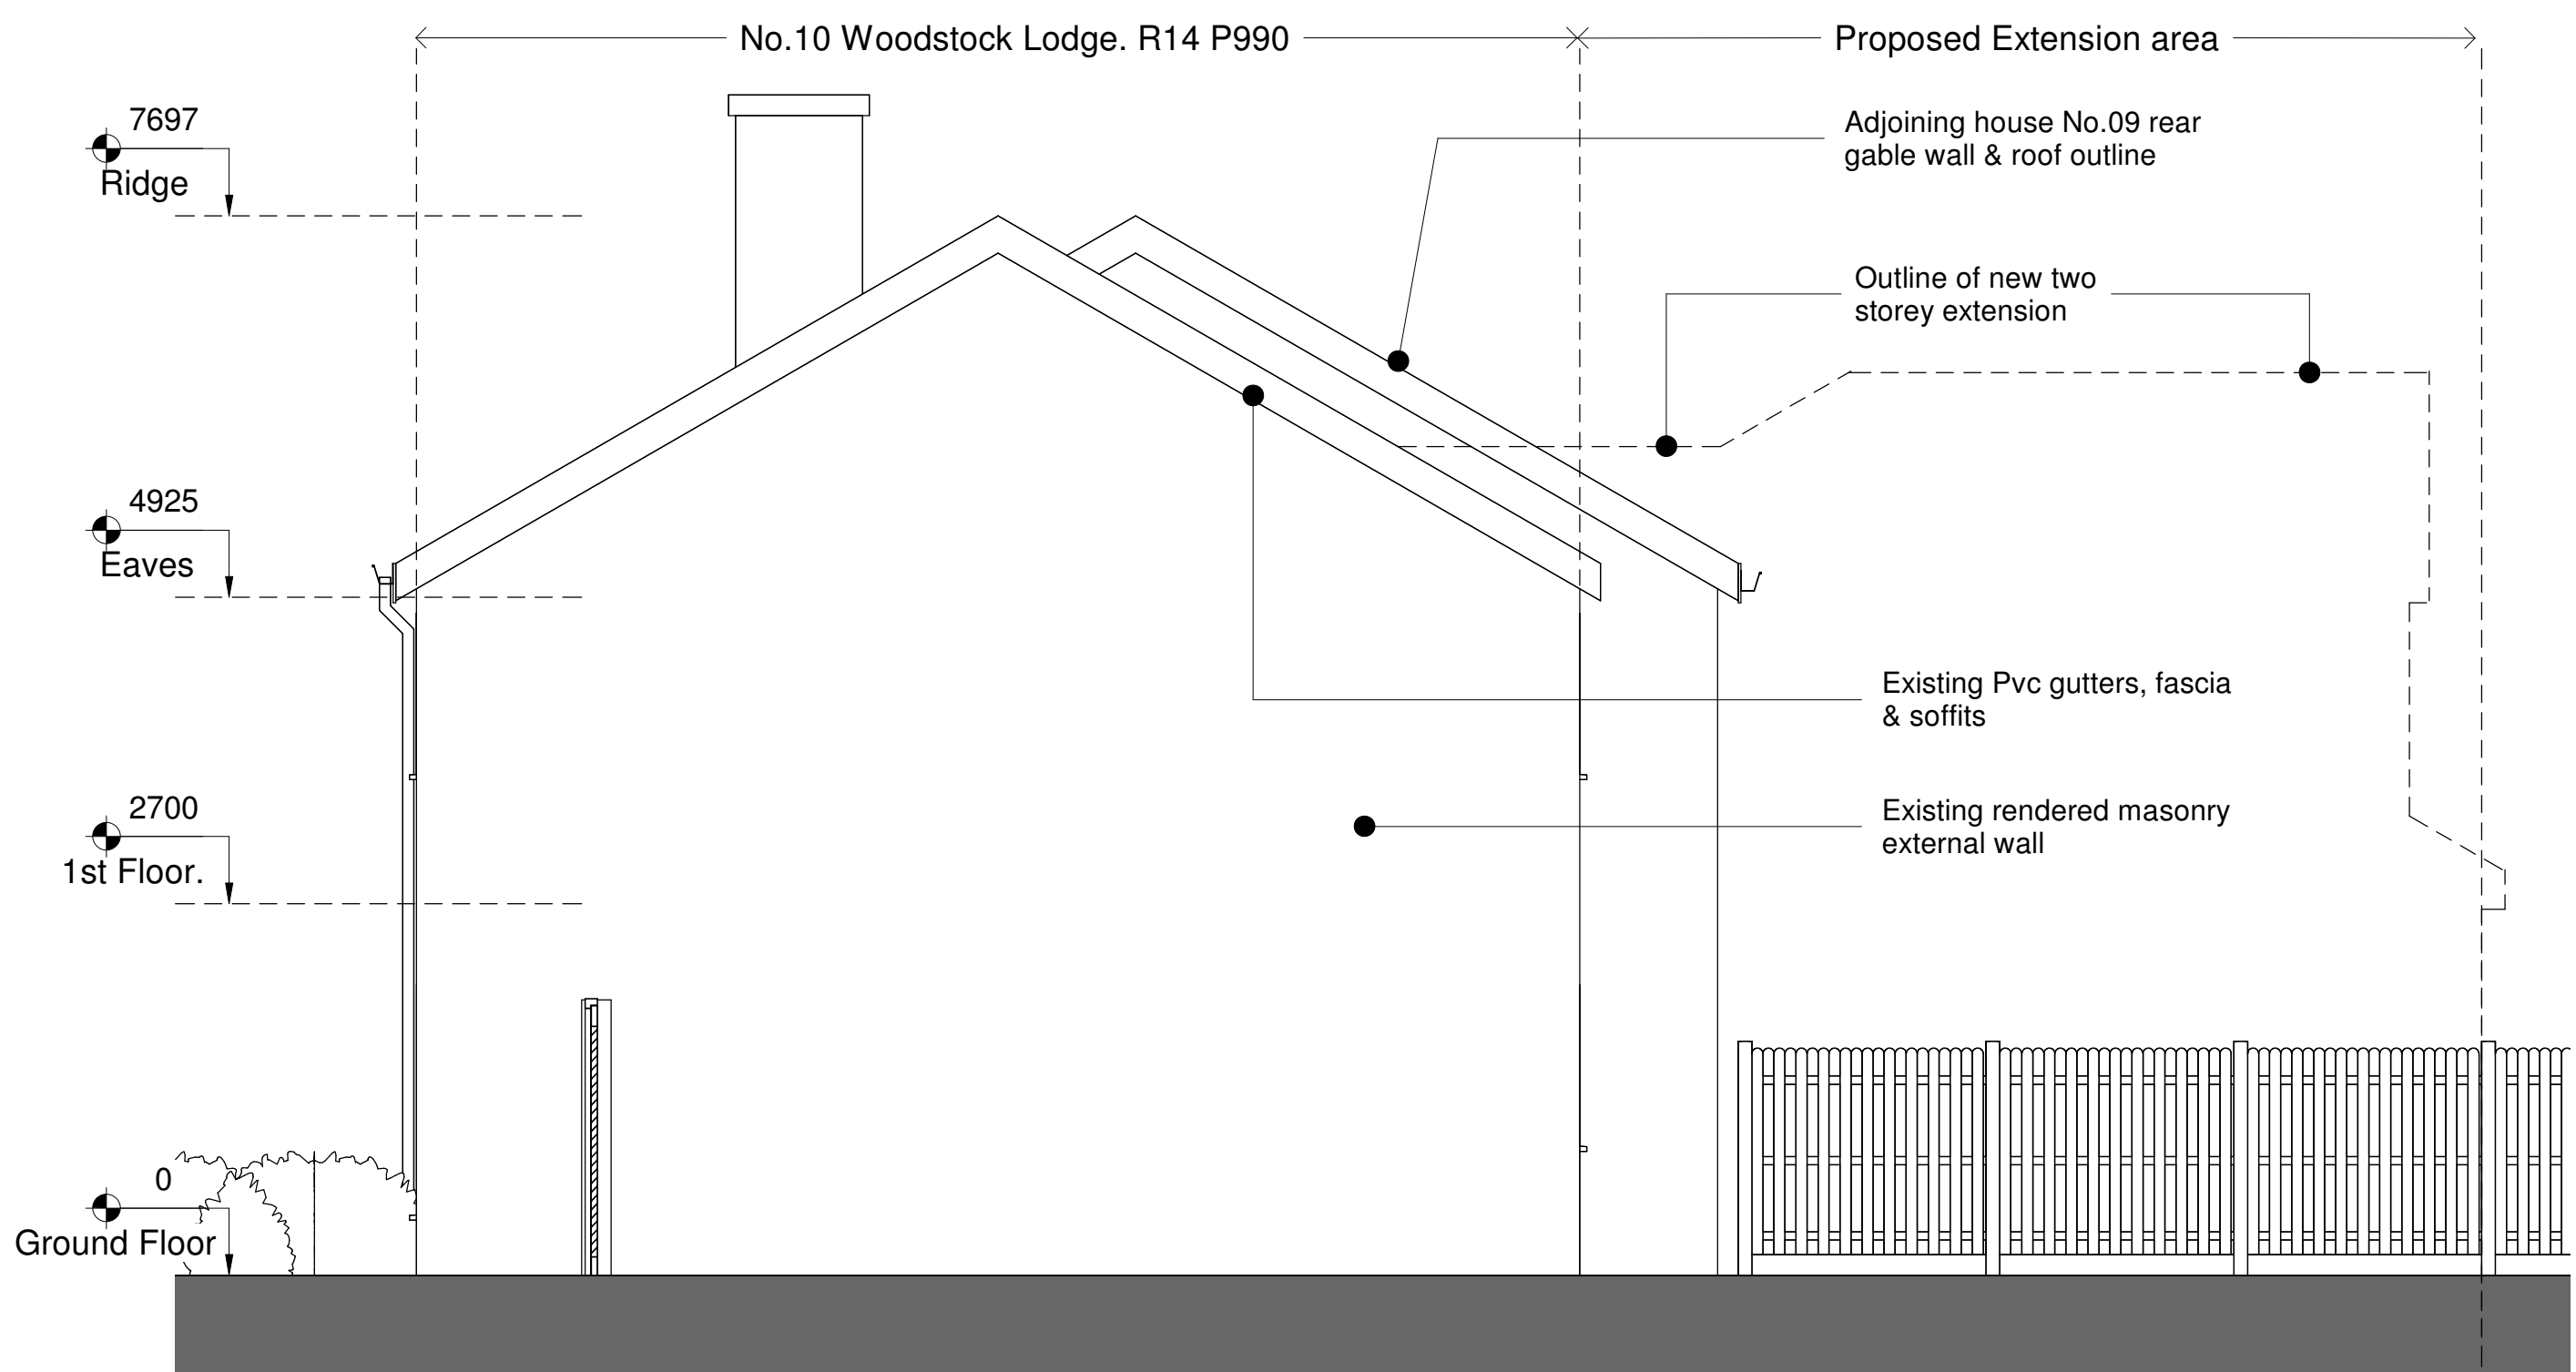 No.10 Woodstock Lodge. R14 P990
Proposed Extension area
7697
Ridge
Adjoining house No.09 rear
gable wall & roof outline
Outline of new two
storey extension
4925
Eaves
Existing Pvc gutters, fascia
& soffits
2700
1st Floor.
Existing rendered masonry
external wall
0
Ground Floor